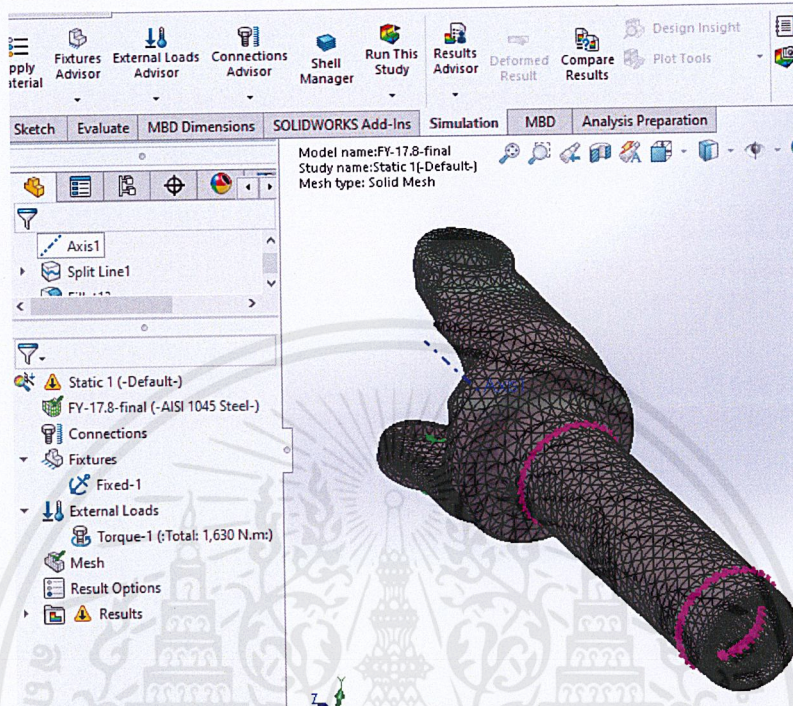 pply
aterial
Fixtures
Advisor
External Loads
Advisor
Connections
Advisor
Shell
Manager
Run This
Study
Results
Advisor
Deformed
Result
Compare
Results
Design Insight
Plot Tools
Sketch
Evaluate
MBD Dimensions
SOLIDWORKS Add-Ins
Simulation
MBD
Analysis Preparation
Model name:FY-17.8-final
Study name:Static 1(-Default-)
Mesh type: Solid Mesh
Axis1
Split Line1
Static 1 (-Default-)
FY-17.8-final (-AISI 1045 Steel-)
Connections
Fixtures
Fixed-1
External Loads
Torque-1 (:Total: 1,630 N.m:)
Mesh
Result Options
Results
Axis1
Y
Z